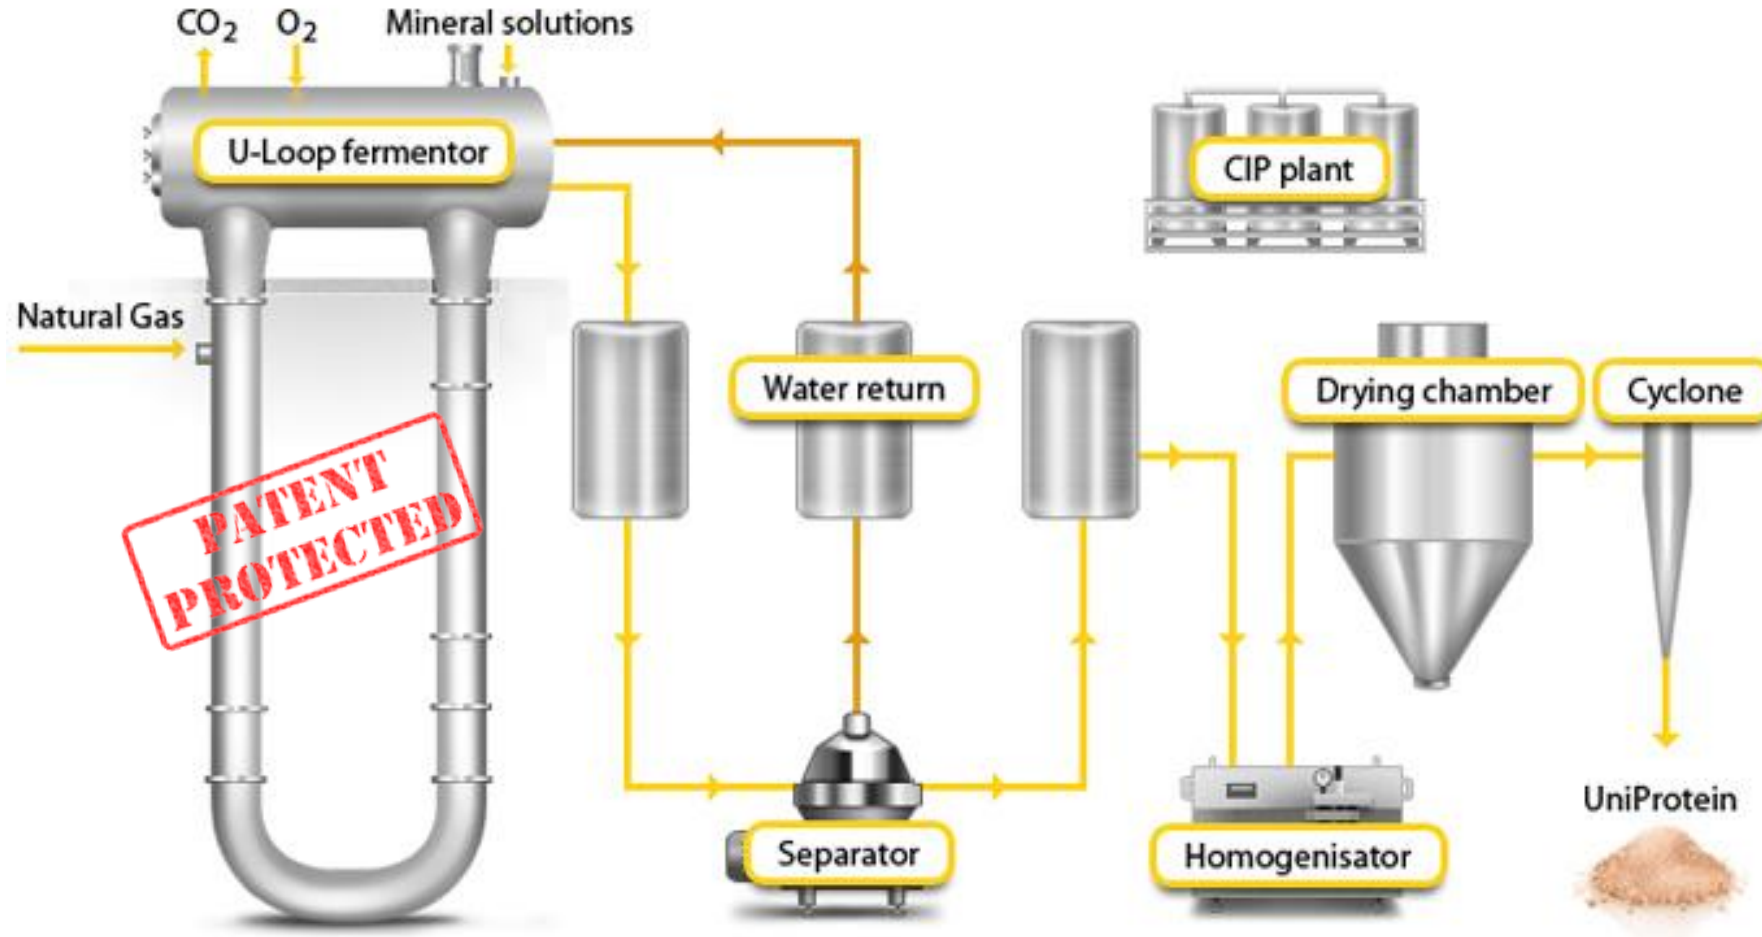 CO2
O2
Mineral solutions
U-Loop fermentor
CIP plant
Natural Gas
Water return
Drying chamber
Cyclone
PATENT
PROTECTED
Separator
Homogenisator
UniProtein